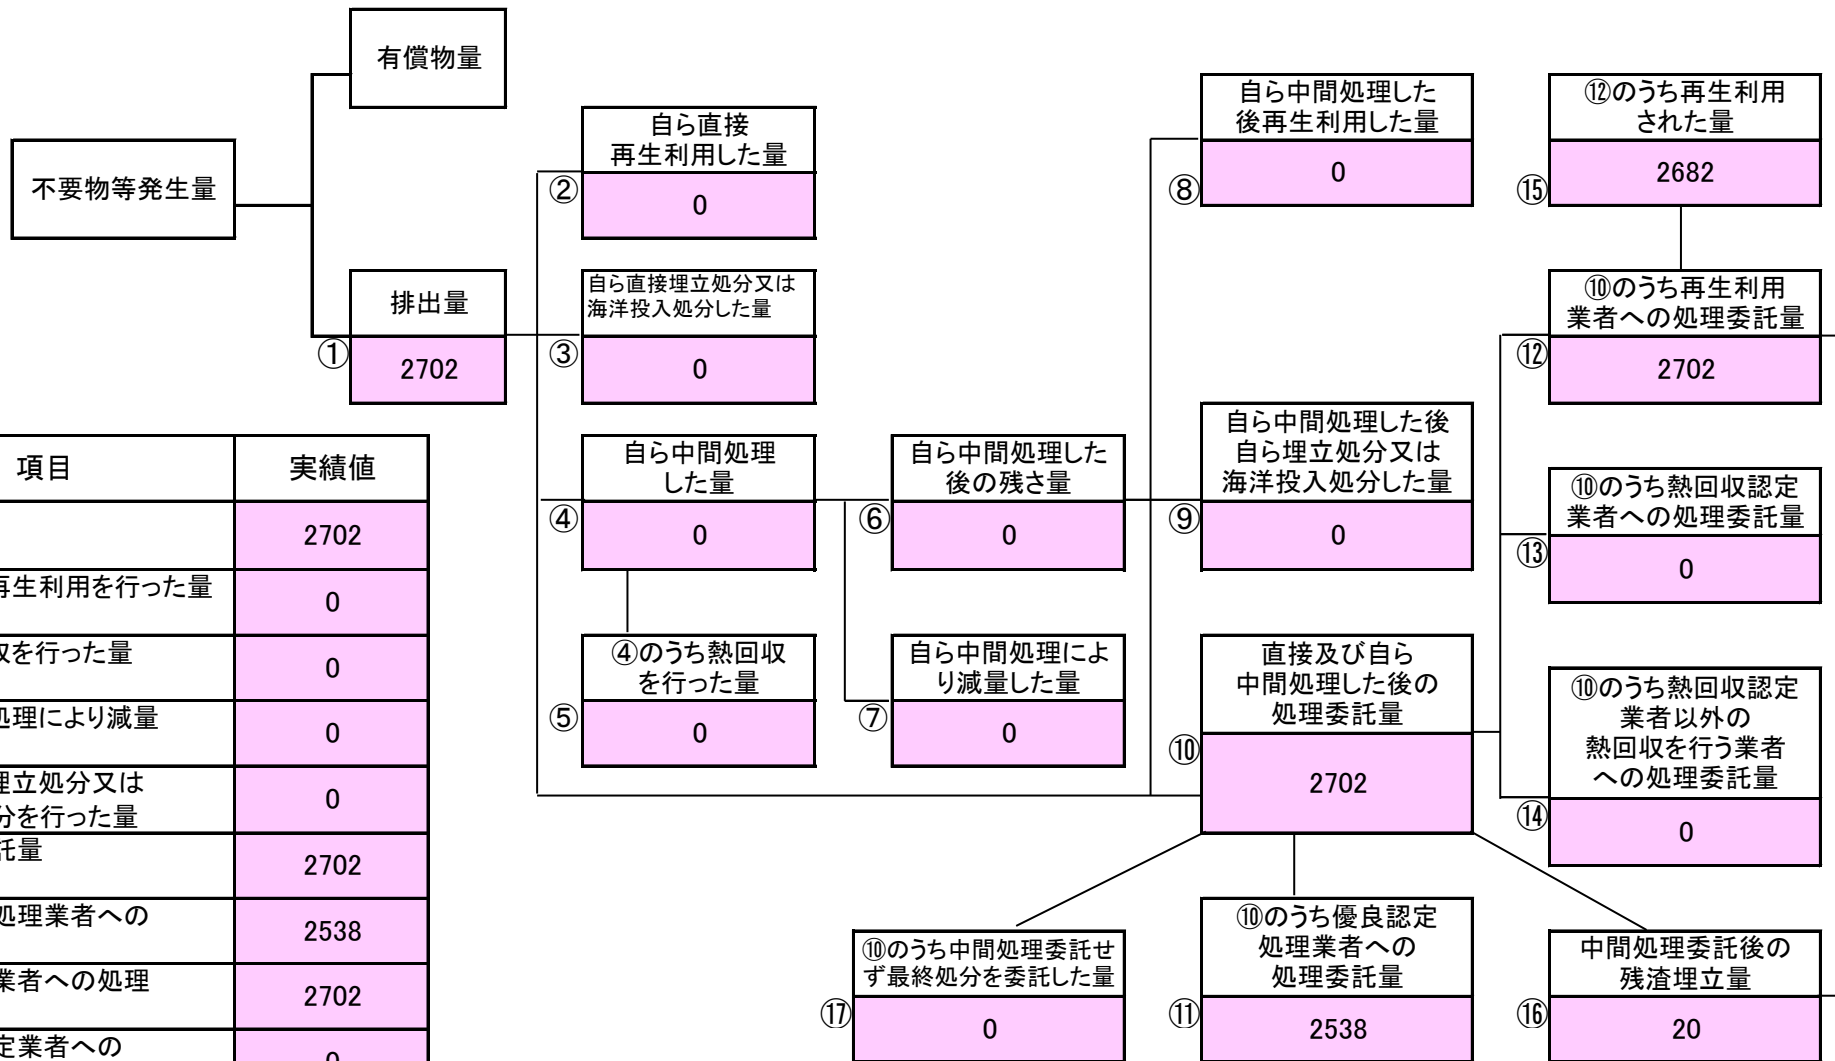 有償物量
不要物等発生量
排出量
①
2702
自ら直接
再生利用した量
②
0
自ら直接埋立処分又は
海洋投入処分した量
③
0
自ら中間処理
した量
④
0
④のうち熱回収
を行った量
⑤
0
自ら中間処理した
後の残さ量
⑥
0
自ら中間処理によ
り減量した量
⑦
0
自ら中間処理した
後再生利用した量
⑧
0
自ら中間処理した後
自ら埋立処分又は
海洋投入処分した量
⑨
0
直接及び自ら
中間処理した後の
処理委託量
⑩
2702
⑫のうち再生利用
された量
⑮
2682
⑩のうち再生利用
業者への処理委託量
⑫
2702
⑩のうち熱回収認定
業者への処理委託量
⑬
0
⑩のうち熱回収認定
業者以外の
熱回収を行う業者
への処理委託量
⑭
0
⑩のうち中間処理委託せ
ず最終処分を委託した量
⑰
0
⑩のうち優良認定
処理業者への
処理委託量
⑪
2538
中間処理委託後の
残渣埋立量
⑯
20
項目 実績値
2702
再生利用を行った量 0
を行った量 0
処理により減量 0
埋立処分又は
分を行った量 0
託量 2702
処理業者への 2538
業者への処理 2702
定業者への 0